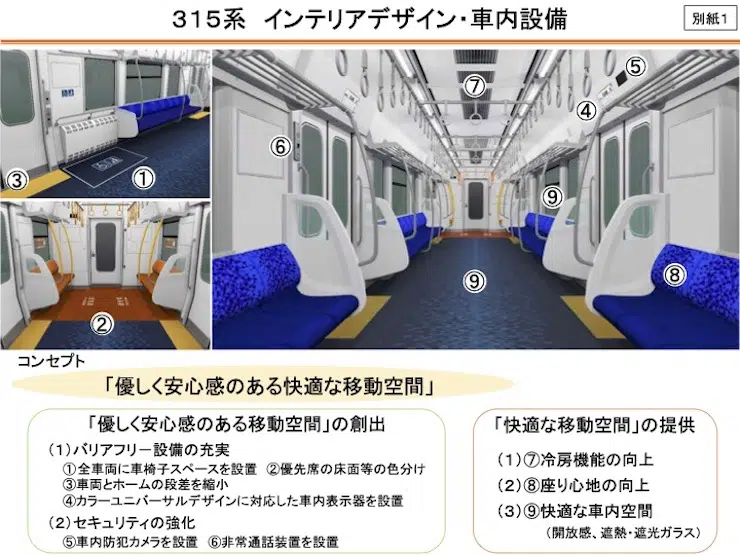 315系 インテリアデザイン・車内設備
別紙1
①
③
②
⑤
⑦
④
⑥
⑨
⑧
⑨
コンセプト
「優しく安心感のある快適な移動空間」
「優しく安心感のある移動空間」の創出
（1）バリアフリー設備の充実
①全車両に車椅子スペースを設置 ②優先席の床面等の色分け
③車両とホームの段差を縮小
④カラーユニバーサルデザインに対応した車内表示器を設置
（2）セキュリティの強化
⑤車内防犯カメラを設置 ⑥非常通話装置を設置
「快適な移動空間」の提供
（1）⑦冷房機能の向上
（2）⑧座り心地の向上
（3）⑨快適な車内空間
（開放感、遮熱・遮光ガラス）